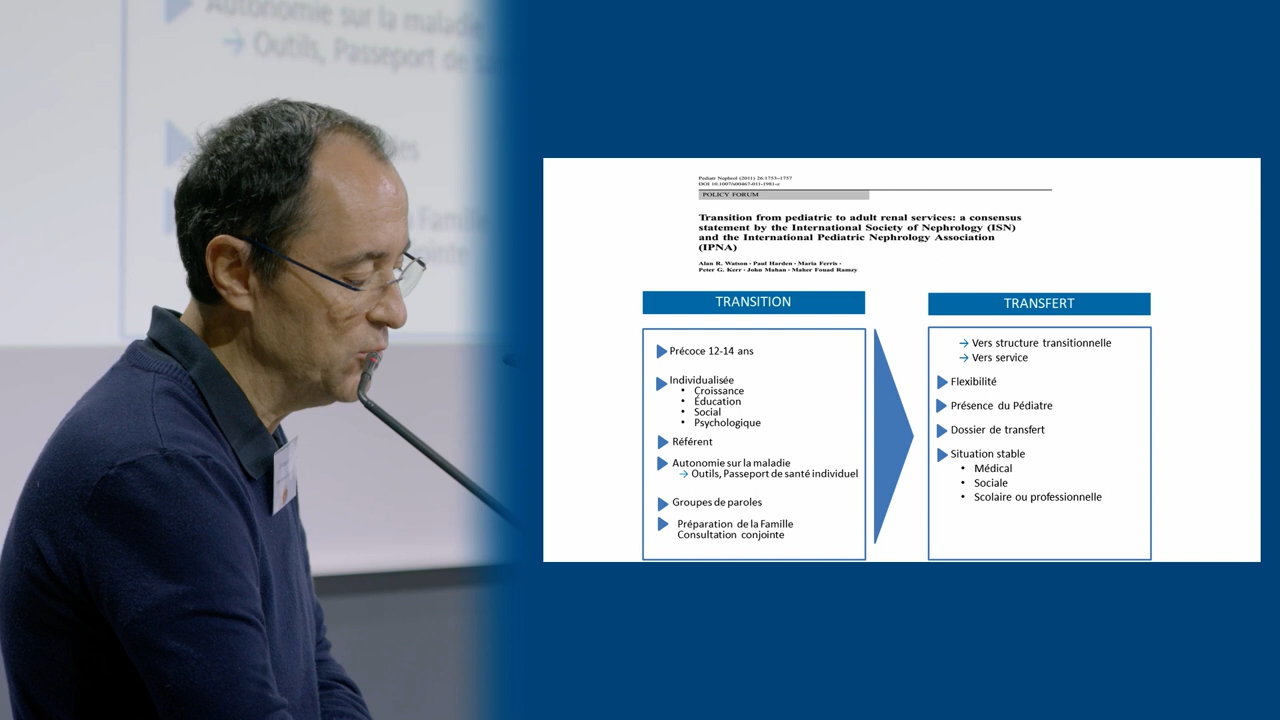 Autonomie sur la maladie
→ Outils, Passeport de
Famille
Pediatr Nephrol (2011) 26:1753–1757
DOI 10.1007/s00467-011-1981-z
POLICY FORUM
Transition from pediatric to adult renal services: a consensus
statement by the International Society of Nephrology (ISN)
and the International Pediatric Nephrology Association
(IPNA)
Alan R. Watson · Paul Harden · Maria Ferris ·
Peter G. Kerr · John Mahan · Maher Fouad Ramzy
TRANSITION
Précoce 12-14 ans
Individualisée
• Croissance
• Éducation
• Social
• Psychologique
Référent
Autonomie sur la maladie
→ Outils, Passeport de santé individuel
Groupes de paroles
Préparation de la Famille
Consultation conjointe
TRANSFERT
→ Vers structure transitionnelle
→ Vers service
Flexibilité
Présence du Pédiatre
Dossier de transfert
Situation stable
• Médical
• Sociale
• Scolaire ou professionnelle